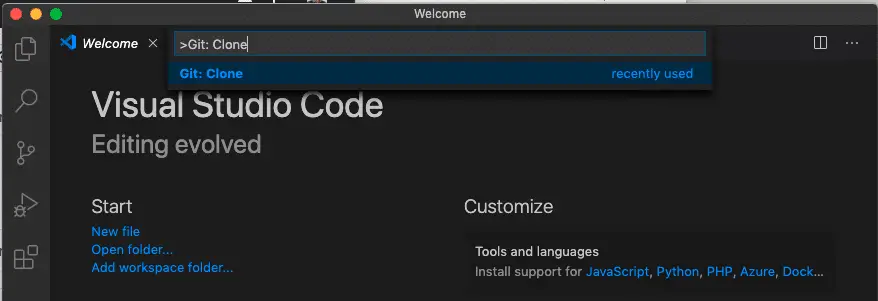 Welcome
Welcome
>Git: Clone
Git: Clone recently used
Visual Studio Code
Editing evolved
Start
New file
Open folder...
Add workspace folder...
Customize
Tools and languages
Install support for JavaScript, Python, PHP, Azure, Dock...